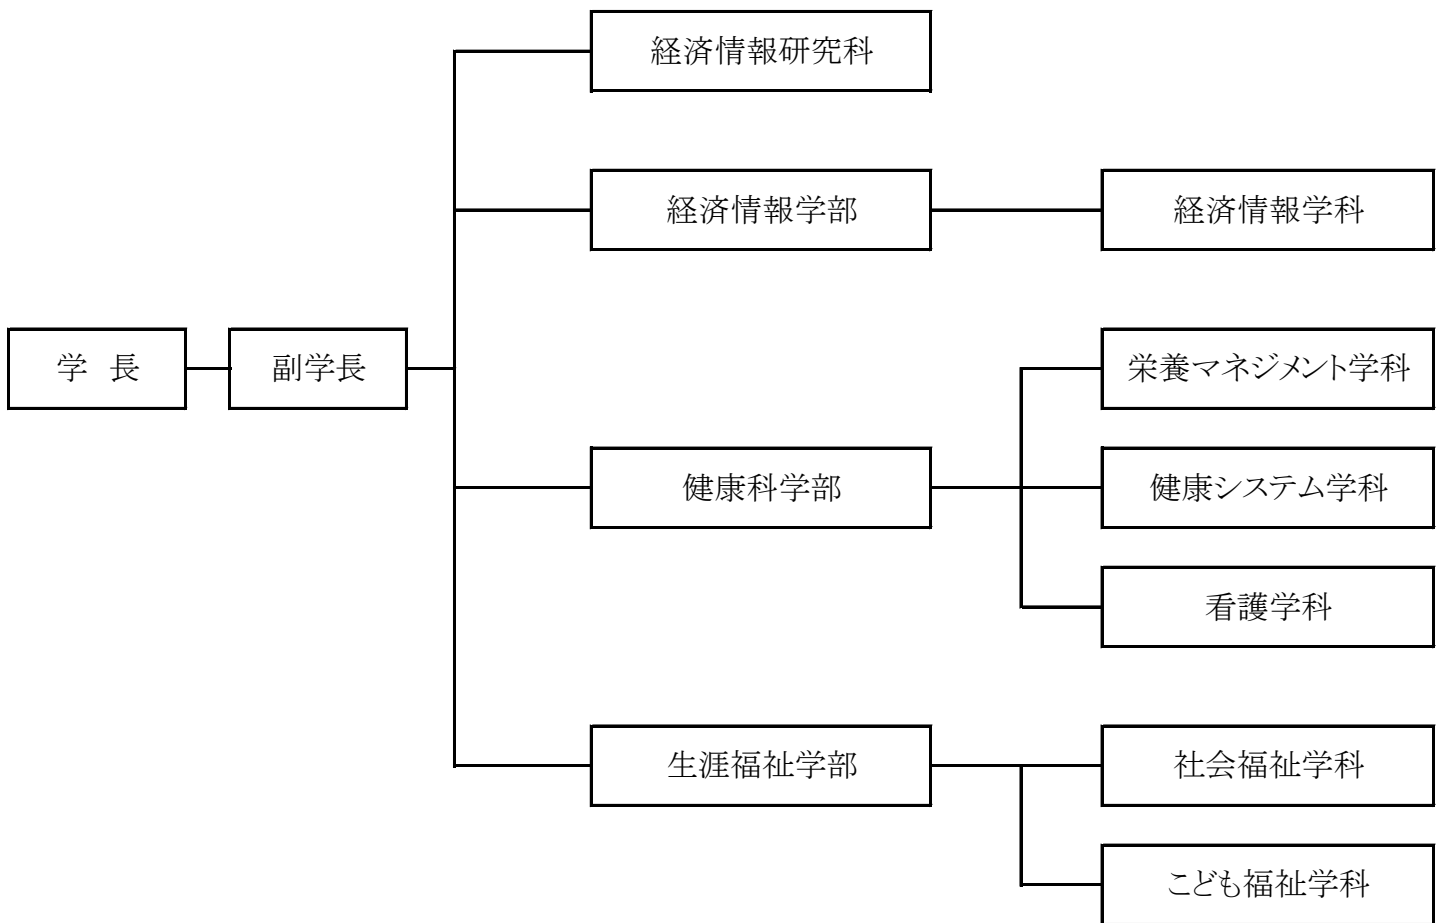 経済情報研究科
経済情報学部
経済情報学科
学 長
副学長
栄養マネジメント学科
健康科学部
健康システム学科
看護学科
生涯福祉学部
社会福祉学科
こども福祉学科